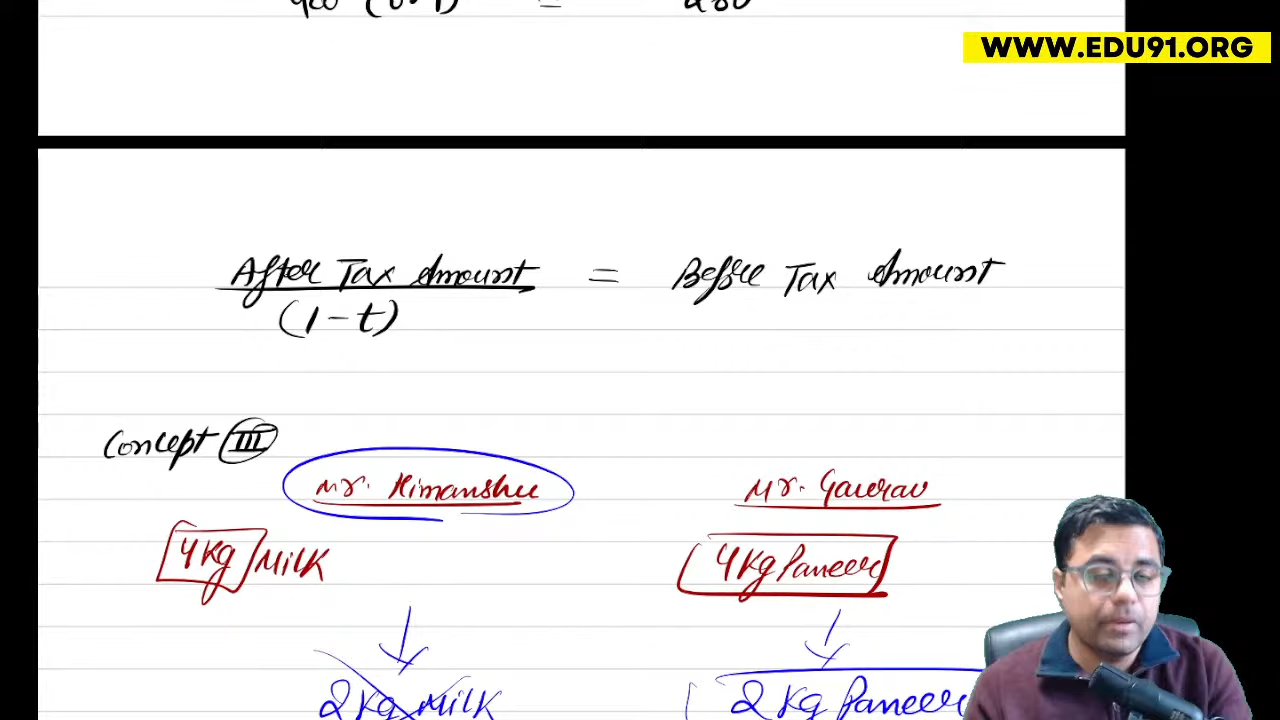 WWW.EDU91.ORG
After Tax Amount = Before Tax Amount
(1-t)
Concept III
Mr. Himanshu
Mr. Gaurav
4Kg Milk
4Kg Paneer
2Kg Milk
2Kg Paneer